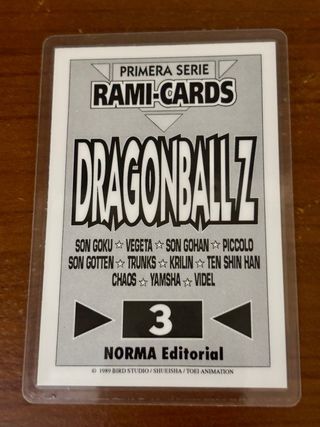 PRIMERA SERIE
RAMI-CARDS
DRAGONBALL Z
SON GOKU ☆ VEGETA ☆ SON GOHAN ☆ PICCOLO
SON GOTTEN ☆ TRUNKS ☆ KRILIN ☆ TEN SHIN HAN
CHAOS ☆ YAMSHA ☆ VIDEL
3
NORMA Editorial
© 1989 BIRD STUDIO / SHUEISHA / TOEI ANIMATION